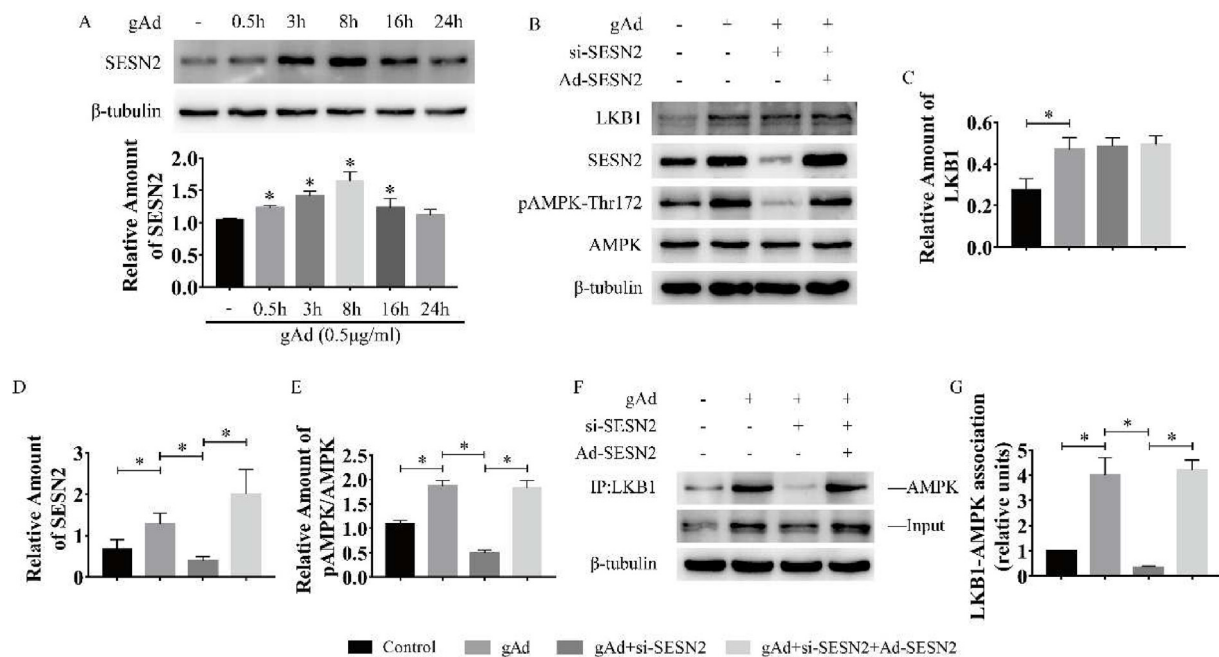 A - 0.5h 3h 8h 16h 24h
SESN2
β-tubulin
Relative Amount of SESN2
2.0
1.5
1.0
0.5
0.0
* * * *
- 0.5h 3h 8h 16h 24h
gAd (0.5μg/ml)
B gAd - + + +
si-SESN2 - - + +
Ad-SESN2 - - - +
LKB1
SESN2
pAMPK-Thr172
AMPK
β-tubulin
C
Relative Amount of
LKB1
0.6
0.4
0.2
0.0
*
D
Relative Amount
of SESN2
3
2
1
0
* * *
E
Relative Amount of
pAMPK/AMPK
2.5
2.0
1.5
1.0
0.5
0.0
* * *
F gAd - + + +
si-SESN2 - - + +
Ad-SESN2 - - - +
IP:LKB1 —AMPK
—Input
β-tubulin
G
LKB1-AMPK association
(relative units)
5
4
3
2
1
0
* * *
Control gAd gAd+si-SESN2 gAd+si-SESN2+Ad-SESN2